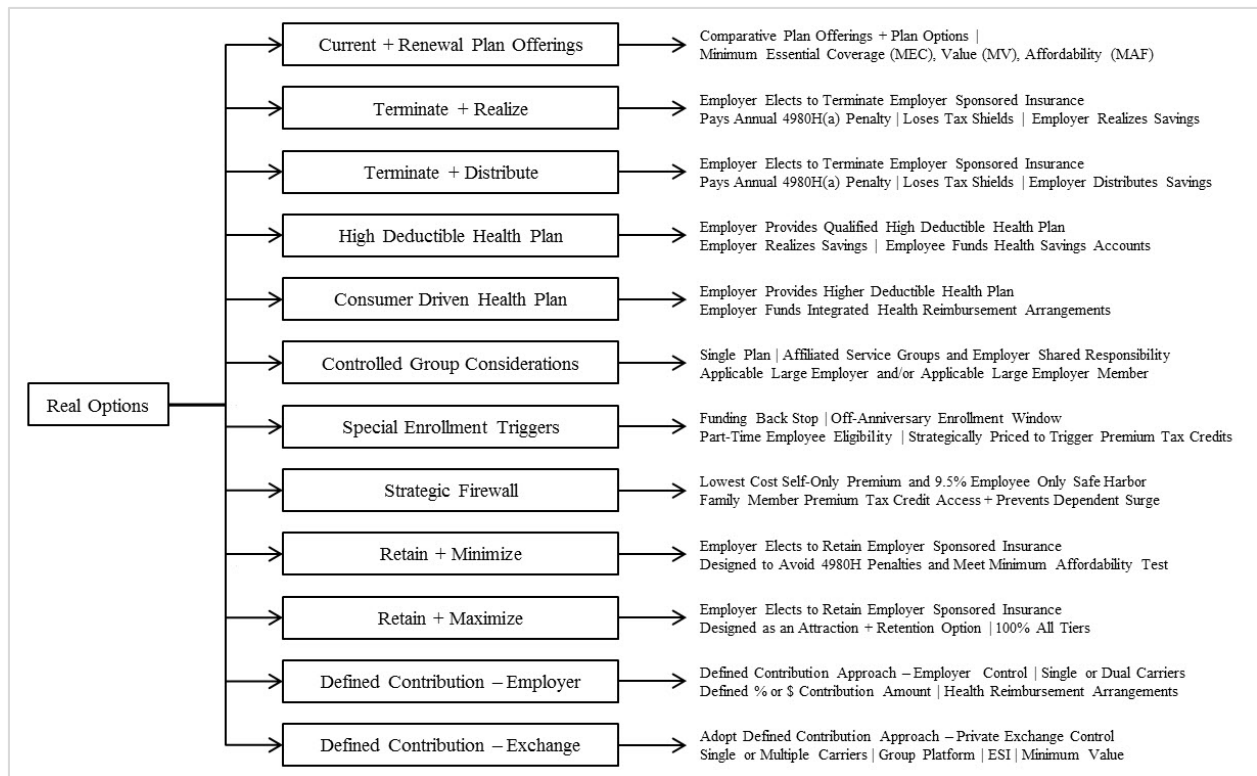 Current + Renewal Plan Offerings
Comparative Plan Offerings + Plan Options |
Minimum Essential Coverage (MEC), Value (MV), Affordability (MAF)
Terminate + Realize
Employer Elects to Terminate Employer Sponsored Insurance
Pays Annual 4980H(a) Penalty | Loses Tax Shields | Employer Realizes Savings
Terminate + Distribute
Employer Elects to Terminate Employer Sponsored Insurance
Pays Annual 4980H(a) Penalty | Loses Tax Shields | Employer Distributes Savings
High Deductible Health Plan
Employer Provides Qualified High Deductible Health Plan
Employer Realizes Savings | Employee Funds Health Savings Accounts
Consumer Driven Health Plan
Employer Provides Higher Deductible Health Plan
Employer Funds Integrated Health Reimbursement Arrangements
Controlled Group Considerations
Single Plan | Affiliated Service Groups and Employer Shared Responsibility
Applicable Large Employer and/or Applicable Large Employer Member
Real Options
Special Enrollment Triggers
Funding Back Stop | Off-Anniversary Enrollment Window
Part-Time Employee Eligibility | Strategically Priced to Trigger Premium Tax Credits
Strategic Firewall
Lowest Cost Self-Only Premium and 9.5% Employee Only Safe Harbor
Family Member Premium Tax Credit Access + Prevents Dependent Surge
Retain + Minimize
Employer Elects to Retain Employer Sponsored Insurance
Designed to Avoid 4980H Penalties and Meet Minimum Affordability Test
Retain + Maximize
Employer Elects to Retain Employer Sponsored Insurance
Designed as an Attraction + Retention Option | 100% All Tiers
Defined Contribution – Employer
Defined Contribution Approach – Employer Control | Single or Dual Carriers
Defined % or $ Contribution Amount | Health Reimbursement Arrangements
Defined Contribution – Exchange
Adopt Defined Contribution Approach – Private Exchange Control
Single or Multiple Carriers | Group Platform | ESI | Minimum Value